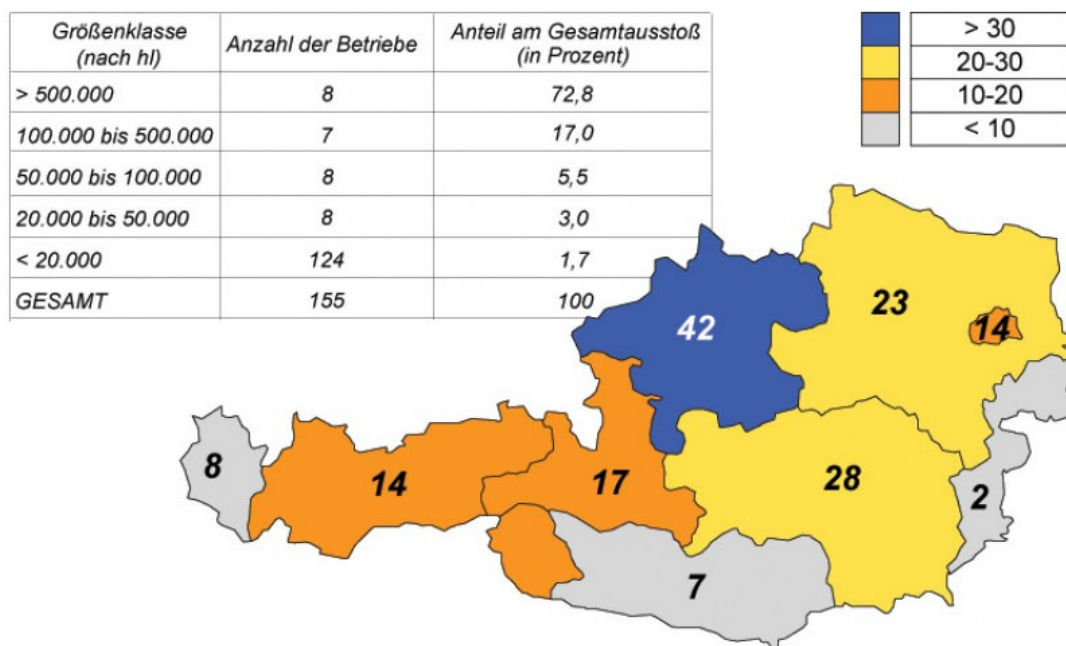 Größenklasse
(nach hl)
Anzahl der Betriebe
Anteil am Gesamtausstoß
(in Prozent)
> 500.000 8 72,8
100.000 bis 500.000 7 17,0
50.000 bis 100.000 8 5,5
20.000 bis 50.000 8 3,0
< 20.000 124 1,7
GESAMT 155 100
> 30
20-30
10-20
< 10
23
14
42
8
14
17
28
2
7